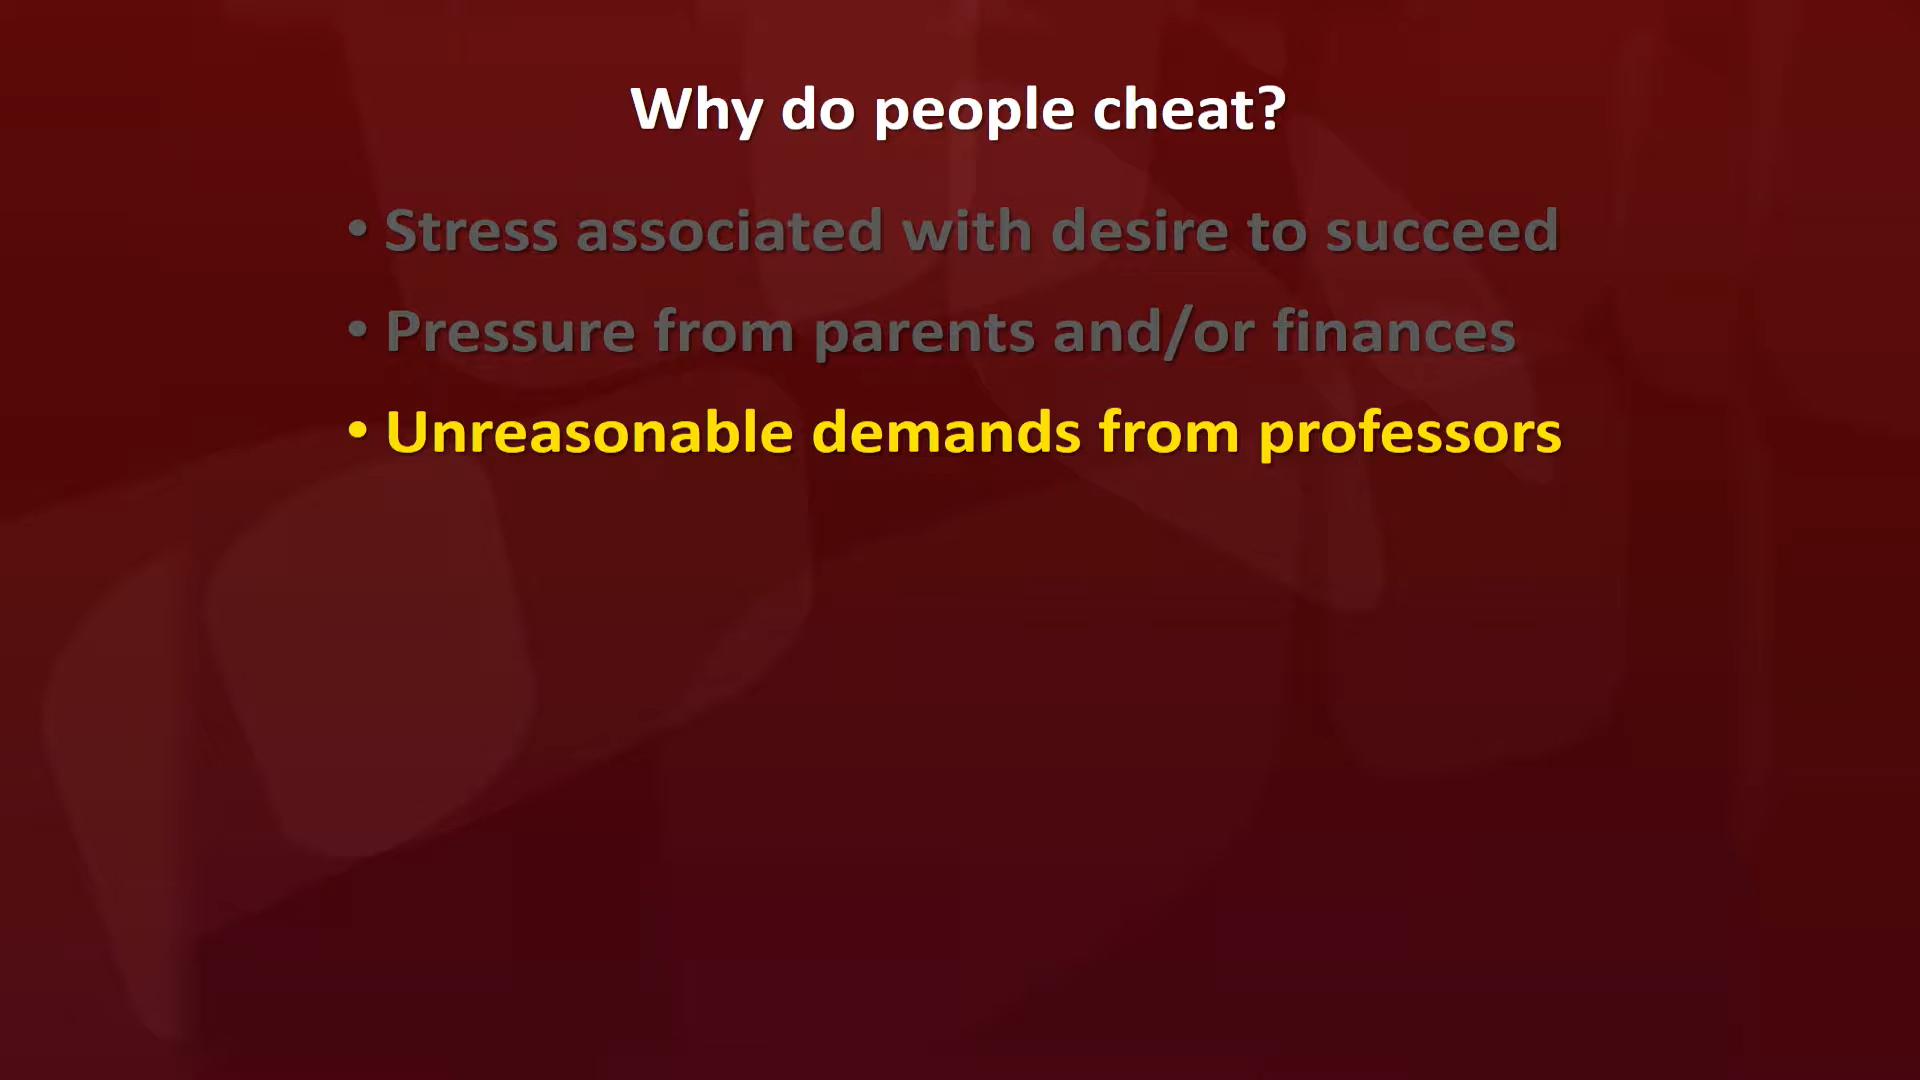 Why do people cheat?
• Stress associated with desire to succeed
• Pressure from parents and/or finances
• Unreasonable demands from professors